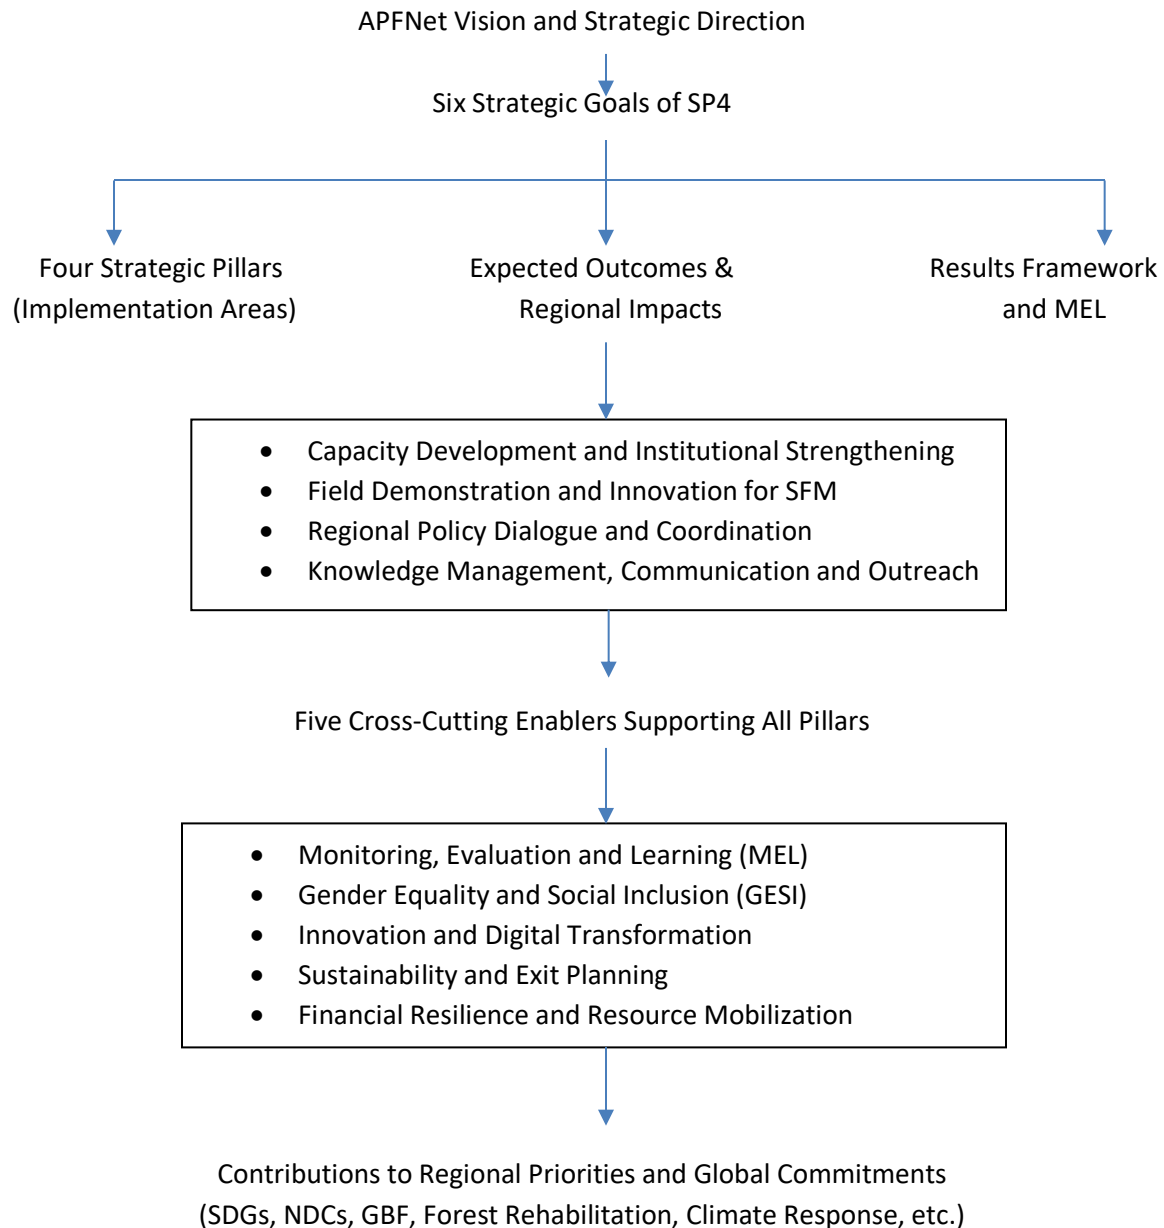 APFNet Vision and Strategic Direction
Six Strategic Goals of SP4
Four Strategic Pillars
(Implementation Areas)
Expected Outcomes &
Regional Impacts
Results Framework
and MEL
• Capacity Development and Institutional Strengthening
• Field Demonstration and Innovation for SFM
• Regional Policy Dialogue and Coordination
• Knowledge Management, Communication and Outreach
Five Cross-Cutting Enablers Supporting All Pillars
• Monitoring, Evaluation and Learning (MEL)
• Gender Equality and Social Inclusion (GESI)
• Innovation and Digital Transformation
• Sustainability and Exit Planning
• Financial Resilience and Resource Mobilization
Contributions to Regional Priorities and Global Commitments
(SDGs, NDCs, GBF, Forest Rehabilitation, Climate Response, etc.)